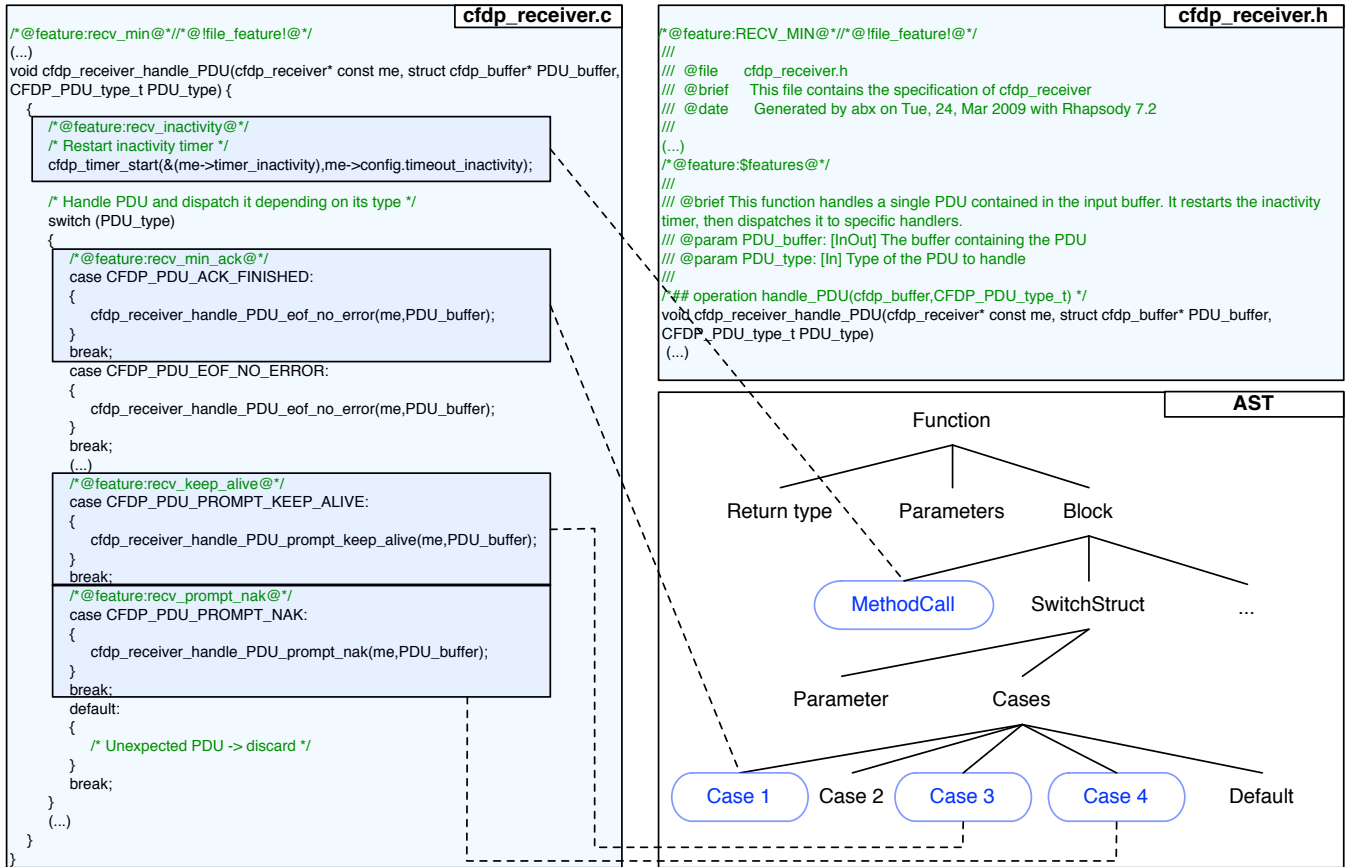 cfdp_receiver.c
/*@feature:recv_min@*//*@!file_feature!@*/
(...)
void cfdp_receiver_handle_PDU(cfdp_receiver* const me, struct cfdp_buffer* PDU_buffer,
CFDP_PDU_type_t PDU_type) {
{
/*@feature:recv_inactivity@*/
/* Restart inactivity timer */
cfdp_timer_start(&(me->timer_inactivity),me->config.timeout_inactivity);
/* Handle PDU and dispatch it depending on its type */
switch (PDU_type)
{
/*@feature:recv_min_ack@*/
case CFDP_PDU_ACK_FINISHED:
{
cfdp_receiver_handle_PDU_eof_no_error(me,PDU_buffer);
}
break;
case CFDP_PDU_EOF_NO_ERROR:
{
cfdp_receiver_handle_PDU_eof_no_error(me,PDU_buffer);
}
break;
(...)
/*@feature:recv_keep_alive@*/
case CFDP_PDU_PROMPT_KEEP_ALIVE:
{
cfdp_receiver_handle_PDU_prompt_keep_alive(me,PDU_buffer);
}
break;
/*@feature:recv_prompt_nak@*/
case CFDP_PDU_PROMPT_NAK:
{
cfdp_receiver_handle_PDU_prompt_nak(me,PDU_buffer);
}
break;
default:
{
/* Unexpected PDU -> discard */
}
break;
}
(...)
}
}
cfdp_receiver.h
/*@feature:RECV_MIN@*//*@!file_feature!@*/
///
/// @file cfdp_receiver.h
/// @brief This file contains the specification of cfdp_receiver
/// @date Generated by abx on Tue, 24, Mar 2009 with Rhapsody 7.2
///
(...)
/*@feature:$features@*/
///
/// @brief This function handles a single PDU contained in the input buffer. It restarts the inactivity
timer, then dispatches it to specific handlers.
/// @param PDU_buffer: [InOut] The buffer containing the PDU
/// @param PDU_type: [In] Type of the PDU to handle
///
/*## operation handle_PDU(cfdp_buffer,CFDP_PDU_type_t) */
void cfdp_receiver_handle_PDU(cfdp_receiver* const me, struct cfdp_buffer* PDU_buffer,
CFDP_PDU_type_t PDU_type)
(...)
AST
Function
Return type Parameters Block
MethodCall SwitchStruct ...
Parameter Cases
Case 1 Case 2 Case 3 Case 4 Default